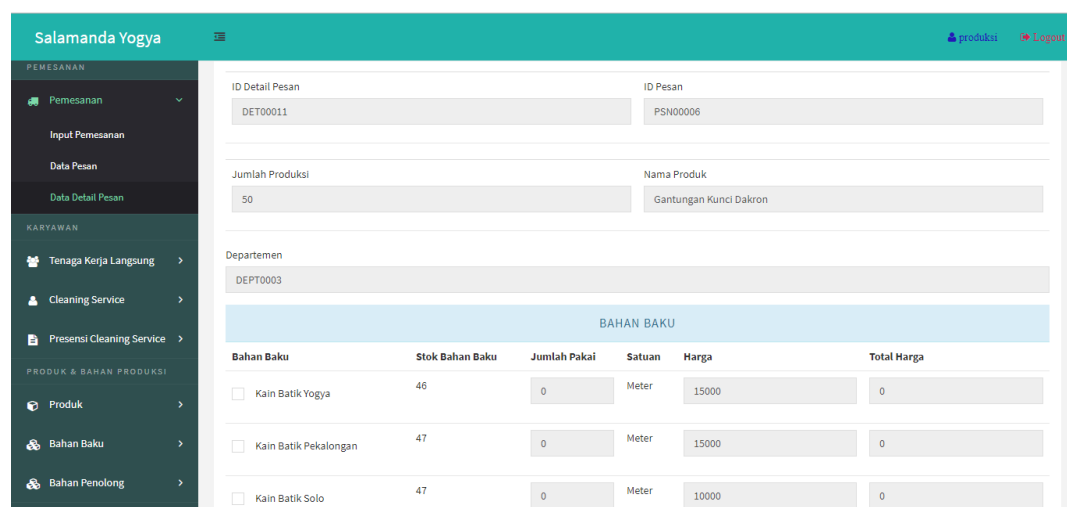 Salamanda Yogya
produksi Logout
PEMESANAN
Pemesanan
Input Pemesanan
Data Pesan
Data Detail Pesan
KARYAWAN
Tenaga Kerja Langsung
Cleaning Service
Presensi Cleaning Service
PRODUK & BAHAN PRODUKSI
Produk
Bahan Baku
Bahan Penolong
ID Detail Pesan ID Pesan
DET00011 PSN00006
Jumlah Produksi Nama Produk
50 Gantungan Kunci Dakron
Departemen
DEPT0003
BAHAN BAKU
Bahan Baku Stok Bahan Baku Jumlah Pakai Satuan Harga Total Harga
Kain Batik Yogya 46 0 Meter 15000 0
Kain Batik Pekalongan 47 0 Meter 15000 0
Kain Batik Solo 47 0 Meter 10000 0